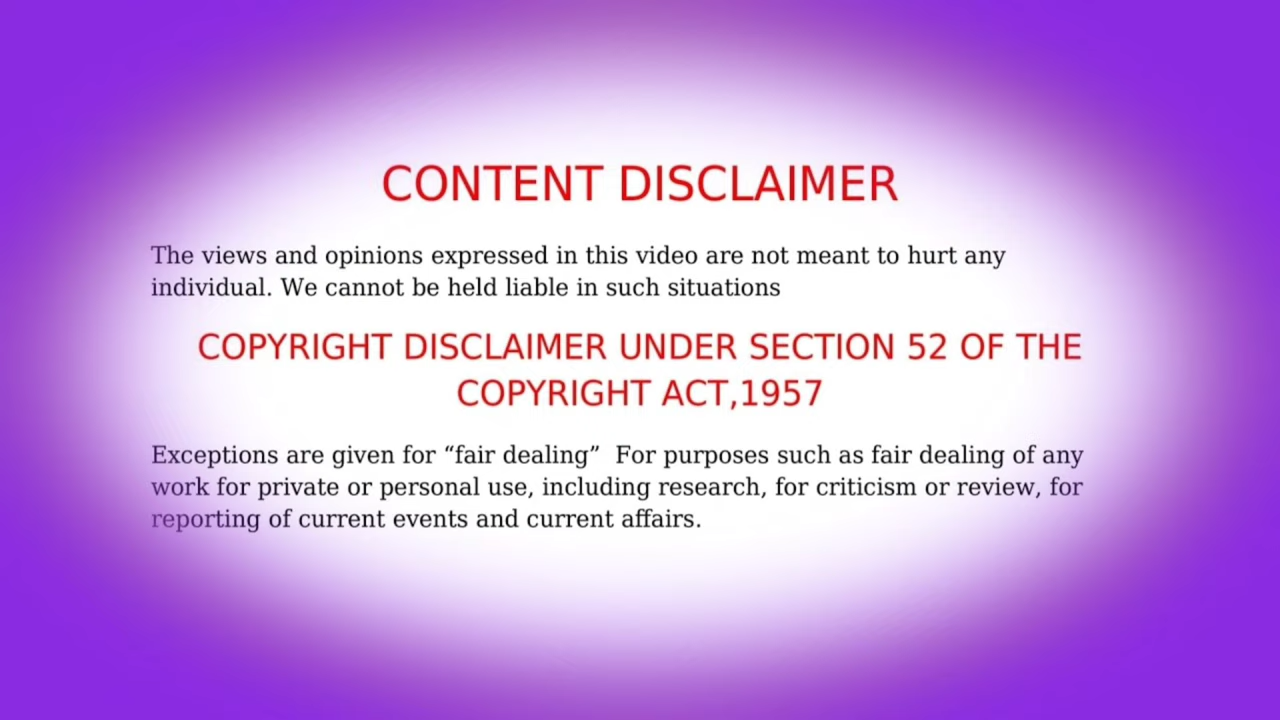 CONTENT DISCLAIMER
The views and opinions expressed in this video are not meant to hurt any
individual. We cannot be held liable in such situations
COPYRIGHT DISCLAIMER UNDER SECTION 52 OF THE
COPYRIGHT ACT,1957
Exceptions are given for “fair dealing”  For purposes such as fair dealing of any
work for private or personal use, including research, for criticism or review, for
reporting of current events and current affairs.